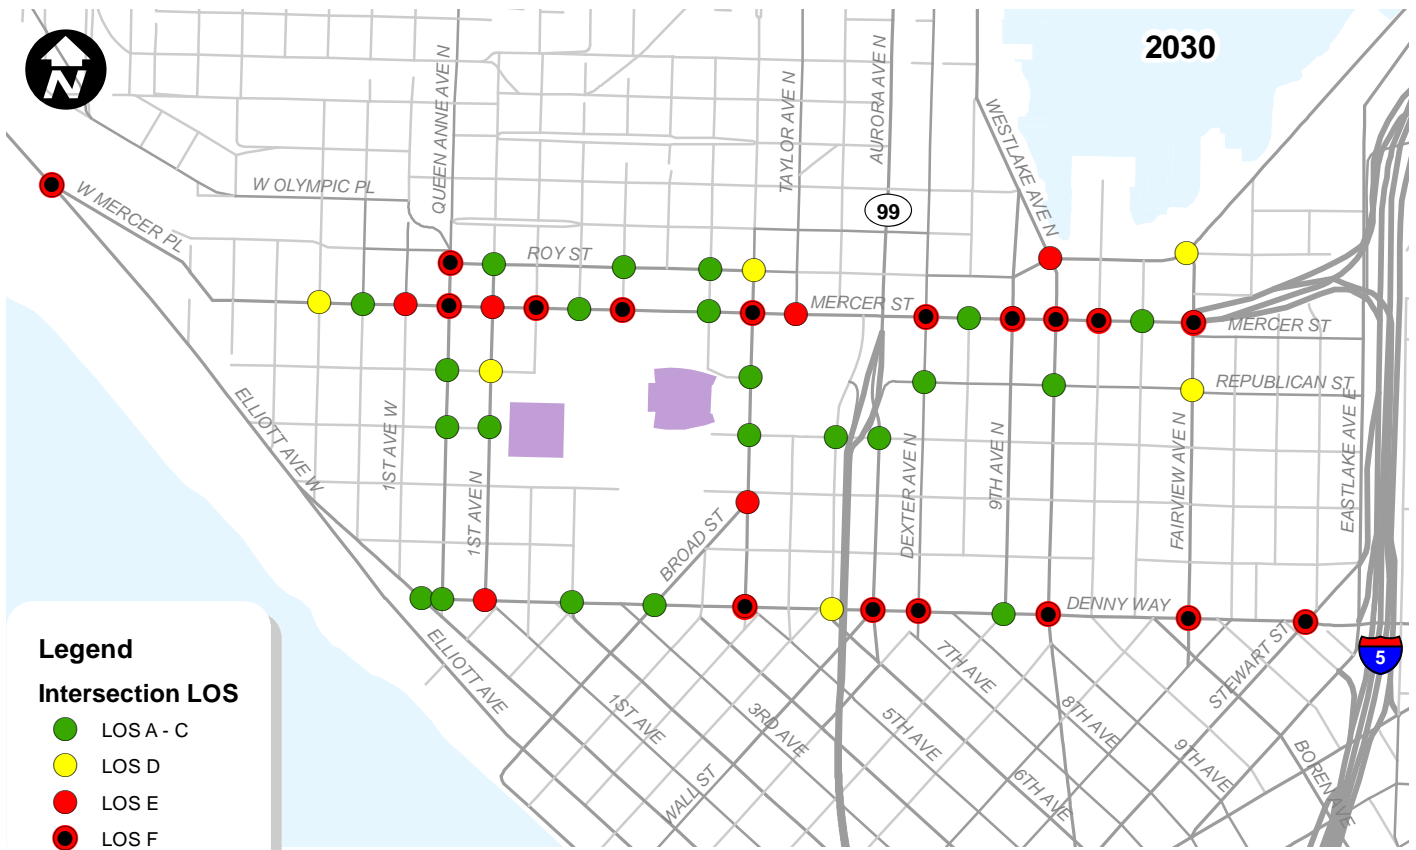 2030
N
QUEEN ANNE AVE N
TAYLOR AVE N
AURORA AVE N
WESTLAKE AVE N
W OLYMPIC PL
W MERCER PL
99
ROY ST
MERCER ST
MERCER ST
REPUBLICAN ST
ELLIOTT AVE W
1ST AVE W
1ST AVE N
BROAD ST
DEXTER AVE N
9TH AVE N
FAIRVIEW AVE N
EASTLAKE AVE E
DENNY WAY
ELLIOTT AVE
1ST AVE
3RD AVE
5TH AVE
7TH AVE
8TH AVE
6TH AVE
9TH AVE
STEWART ST
BOREN AVE
WALL ST
5
Legend
Intersection LOS
LOS A - C
LOS D
LOS E
LOS F